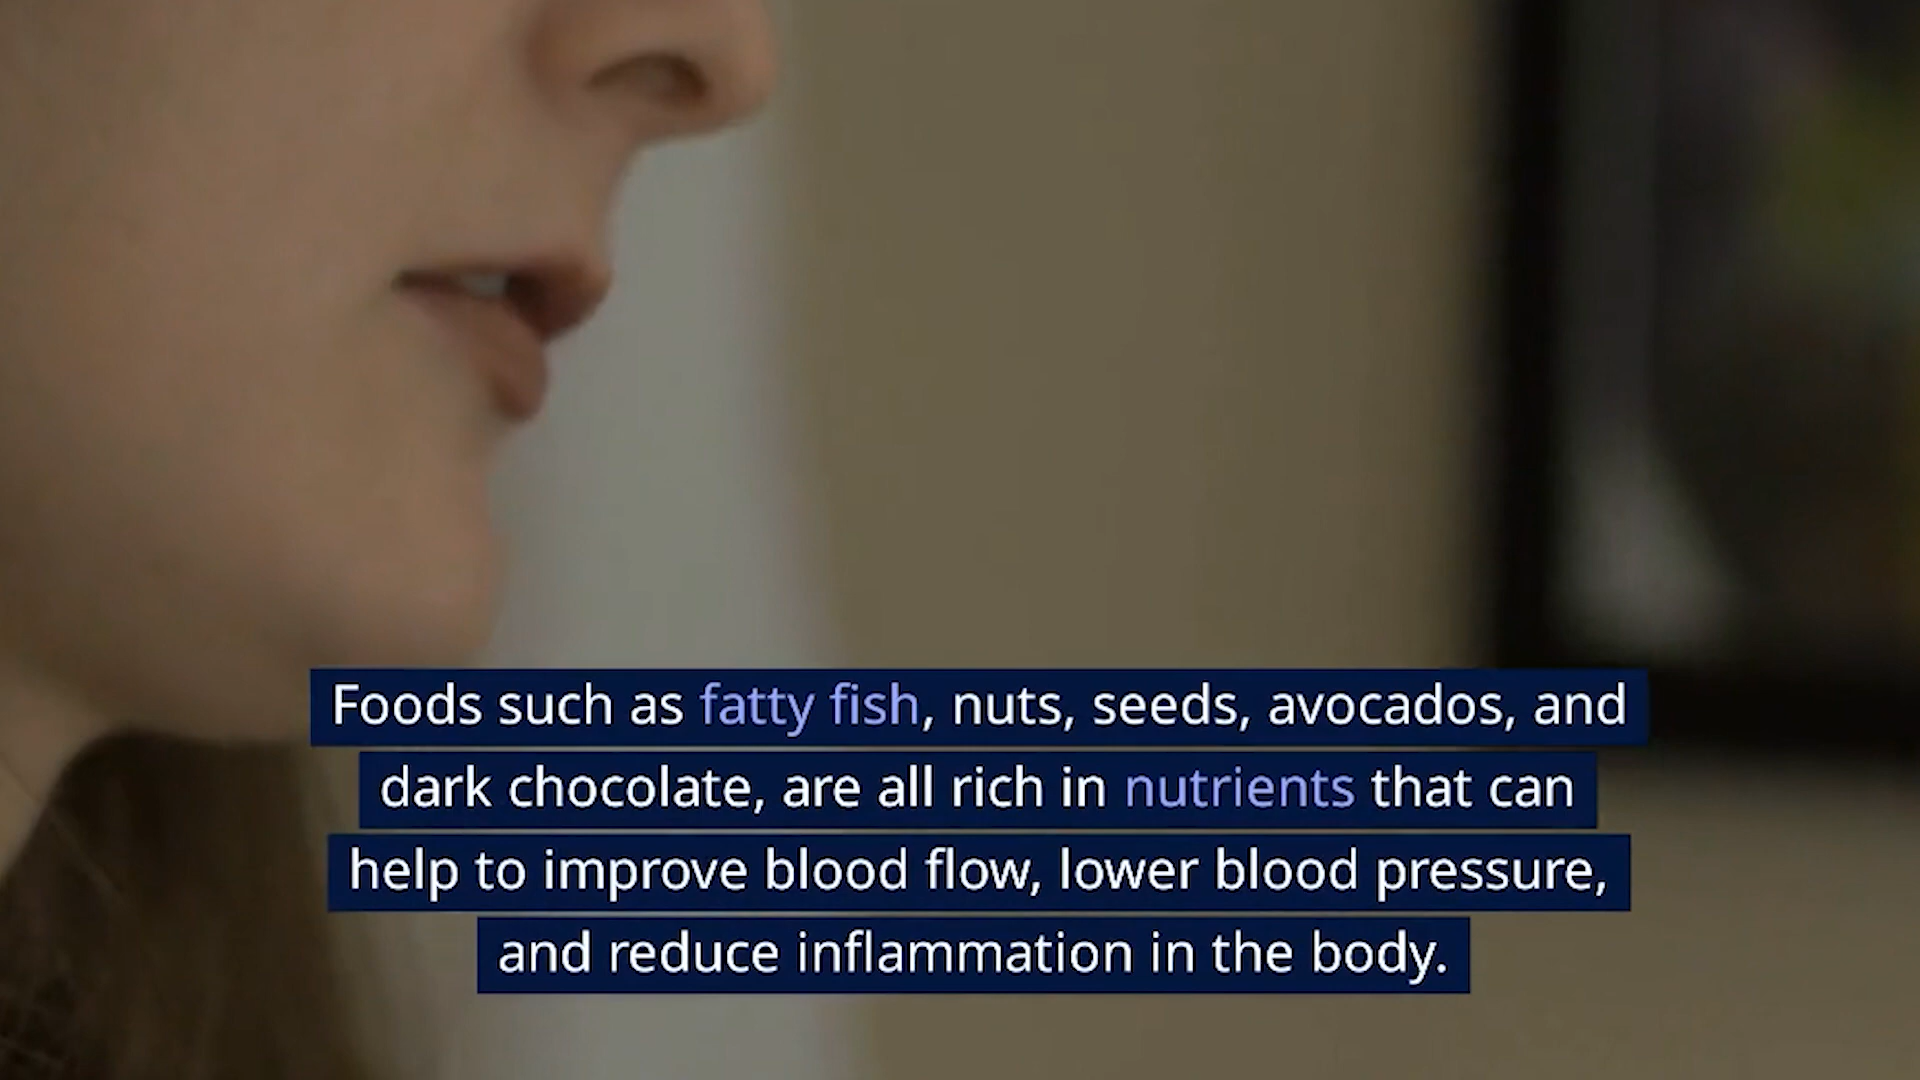 Foods such as fatty fish, nuts, seeds, avocados, and
dark chocolate, are all rich in nutrients that can
help to improve blood flow, lower blood pressure,
and reduce inflammation in the body.